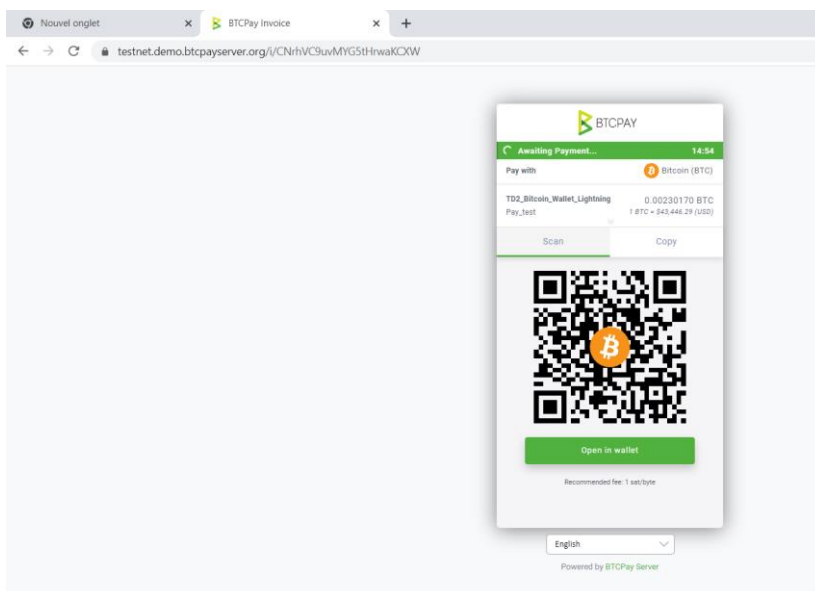 Nouvel onglet
BTCPay Invoice
testnet.demo.btcpayserver.org/i/CNrhVC9uvMYG5tHrwaKCXW
BTCPAY
Awaiting Payment... 14:54
Pay with Bitcoin (BTC)
TD2_Bitcoin_Wallet_Lightning 0.00230170 BTC
Pay_test 1 BTC = $43,446.29 (USD)
Scan Copy
Open in wallet
Recommended fee: 1 sat/byte
English
Powered by BTCPay Server